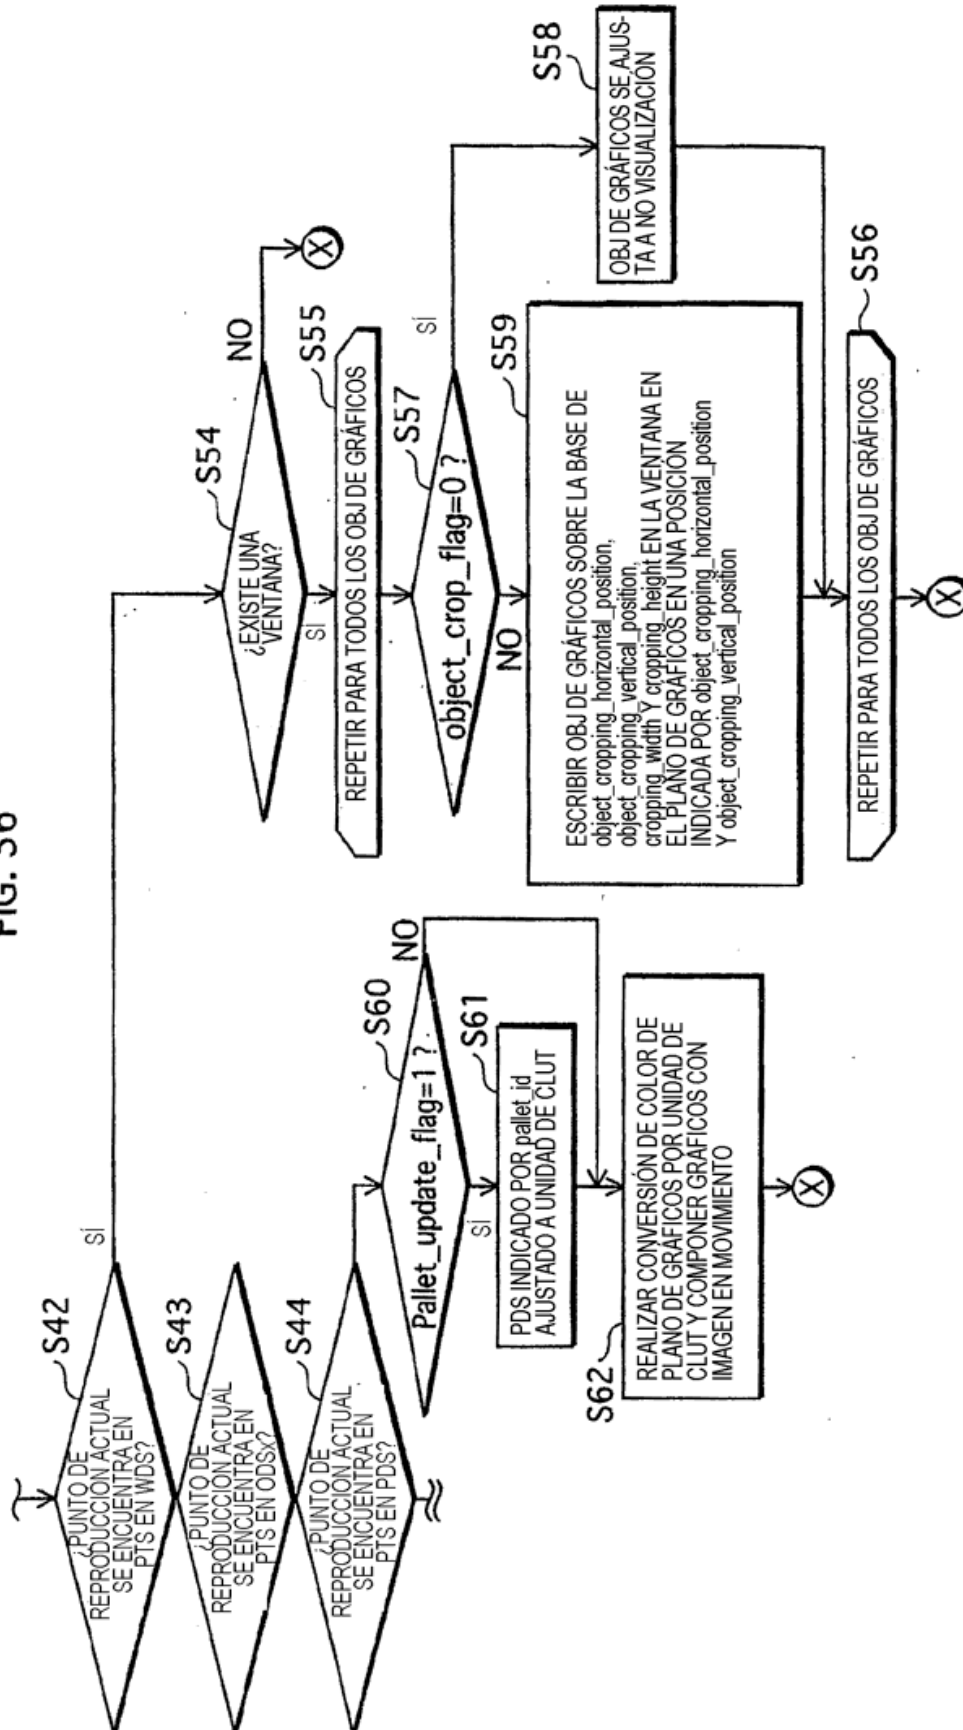 FIG. 36
S42
¿PUNTO DE
REPRODUCCIÓN ACTUAL
SE ENCUENTRA EN
PTS EN WDS?
SÍ
S43
¿PUNTO DE
REPRODUCCIÓN ACTUAL
SE ENCUENTRA EN
PTS EN ODSx?
S44
¿PUNTO DE
REPRODUCCIÓN ACTUAL
SE ENCUENTRA EN
PTS EN PDS?
S60
Pallet_update_flag=1 ?
NO
SÍ
S61
PDS INDICADO POR pallet_id
AJUSTADO A UNIDAD DE CLUT
S62
REALIZAR CONVERSIÓN DE COLOR DE
PLANO DE GRÁFICOS POR UNIDAD DE
CLUT Y COMPONER GRÁFICOS CON
IMAGEN EN MOVIMIENTO
X
S54
¿EXISTE UNA
VENTANA?
NO
X
SÍ
S55
REPETIR PARA TODOS LOS OBJ DE GRÁFICOS
S57
object_crop_flag=0 ?
SÍ
NO
S58
OBJ DE GRÁFICOS SE AJUS-
TA A NO VISUALIZACIÓN
S59
ESCRIBIR OBJ DE GRÁFICOS SOBRE LA BASE DE
object_cropping_horizontal_position,
object_cropping_vertical_position,
cropping_width Y cropping_height EN LA VENTANA EN
EL PLANO DE GRÁFICOS EN UNA POSICIÓN
INDICADA POR object_cropping_horizontal_position
Y object_cropping_vertical_position
S56
REPETIR PARA TODOS LOS OBJ DE GRÁFICOS
X